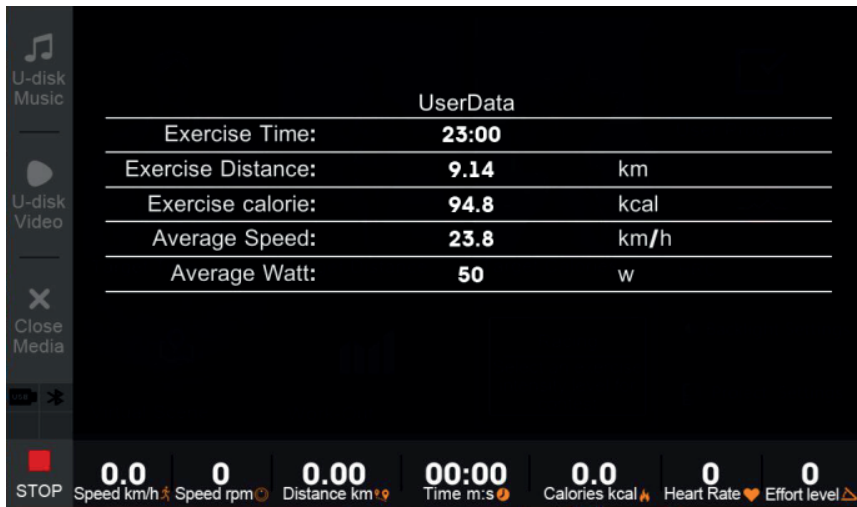 U-disk
Music
U-disk
Video
Close
Media
USB
STOP
UserData
Exercise Time: 23:00
Exercise Distance: 9.14 km
Exercise calorie: 94.8 kcal
Average Speed: 23.8 km/h
Average Watt: 50 w
0.0 0 0.00 00:00 0.0 0 0
Speed km/h Speed rpm Distance km Time m:s Calories kcal Heart Rate Effort level